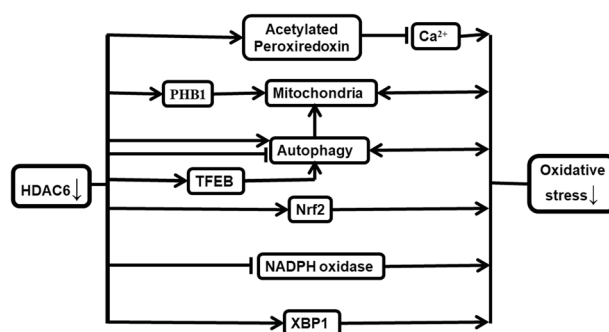 Acetylated
Peroxiredoxin
Ca²⁺
PHB1
Mitochondria
Autophagy
HDAC6↓
TFEB
Oxidative
stress↓
Nrf2
NADPH oxidase
XBP1